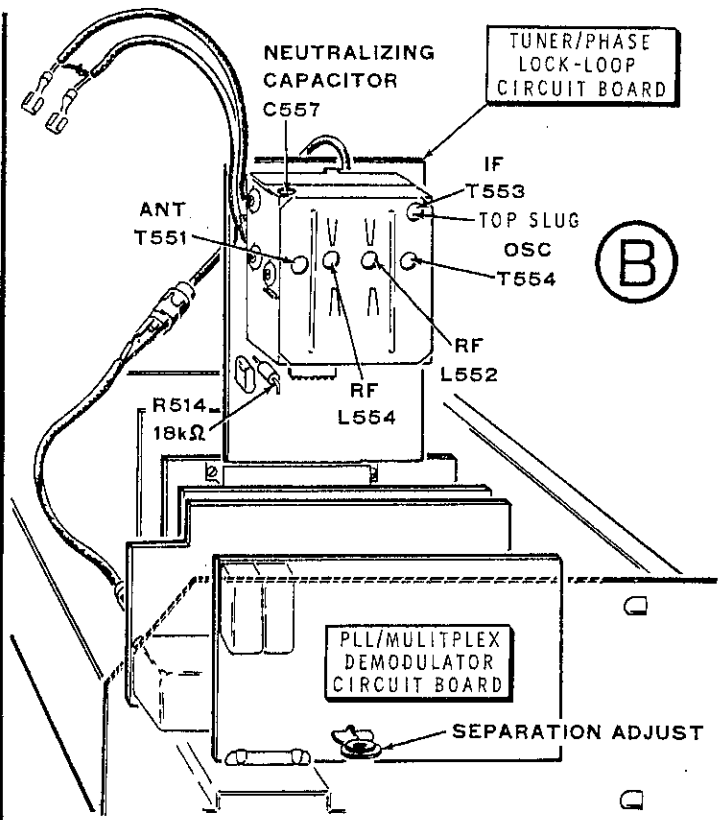 NEUTRALIZING
CAPACITOR
C557
TUNER/PHASE
LOCK-LOOP
CIRCUIT BOARD
ANT
T551
IF
T553
TOP SLUG
OSC
T554
B
RF
L552
RF
L554
R514
18kΩ
PLL/MULITPLEX
DEMODULATOR
CIRCUIT BOARD
SEPARATION ADJUST